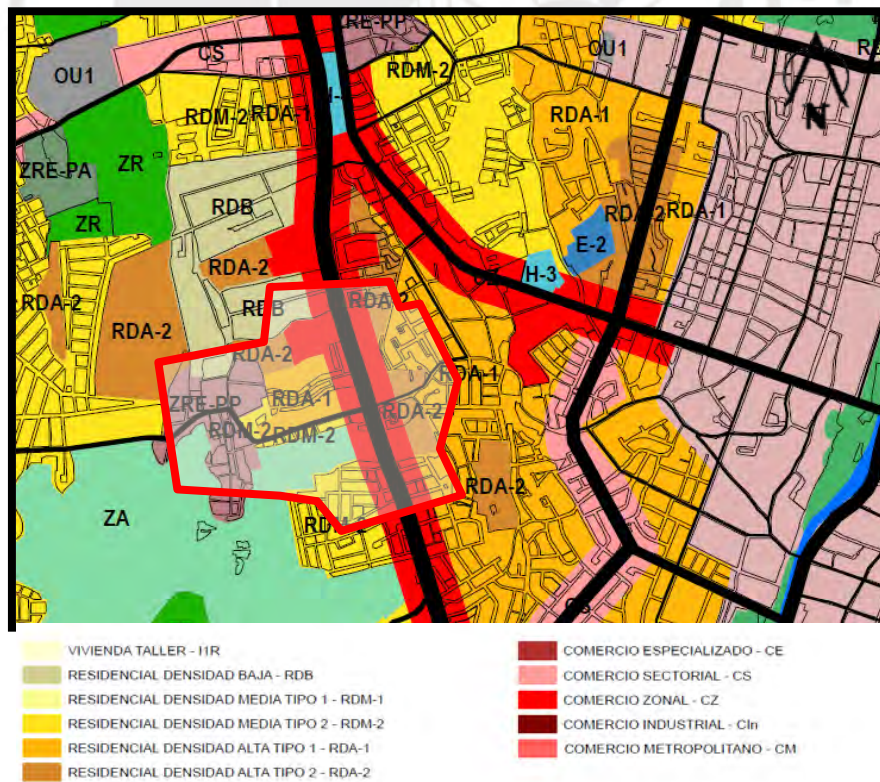 ZRE-PP
CS
OU1
RDM-2
OU1
RDM-2
RDA-1
RDA-1
N
ZRE-PA
ZR
ZR
RDB
RDA-2
RDA-1
E-2
RDA-2
H-3
RDA-2
RDB
RDA-2
RDA-2
RDA-2
RDA-1
RDA-1
ZRE-PP
RDA-2
RDM-2
RDM-2
RDA-2
ZA
RDM-2
CS
VIVIENDA TALLER - I1R
RESIDENCIAL DENSIDAD BAJA - RDB
RESIDENCIAL DENSIDAD MEDIA TIPO 1 - RDM-1
RESIDENCIAL DENSIDAD MEDIA TIPO 2 - RDM-2
RESIDENCIAL DENSIDAD ALTA TIPO 1 - RDA-1
RESIDENCIAL DENSIDAD ALTA TIPO 2 - RDA-2
COMERCIO ESPECIALIZADO - CE
COMERCIO SECTORIAL - CS
COMERCIO ZONAL - CZ
COMERCIO INDUSTRIAL - CIn
COMERCIO METROPOLITANO - CM